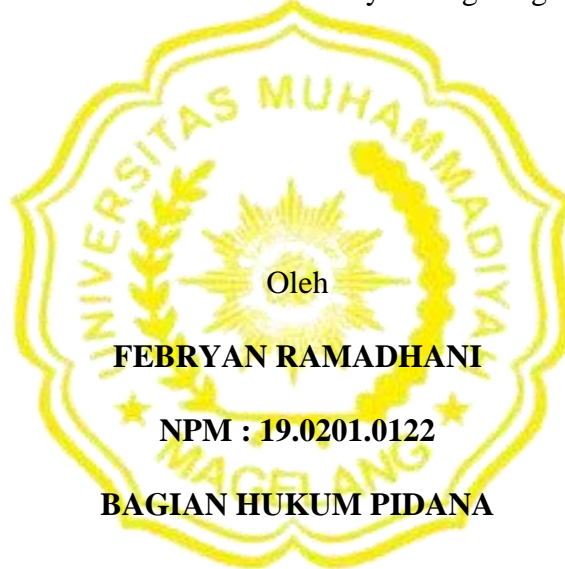 Oleh
FEBRYAN RAMADHANI
NPM : 19.0201.0122
BAGIAN HUKUM PIDANA
UNIVERSITAS MUHAMMADIYAH
MAGELANG